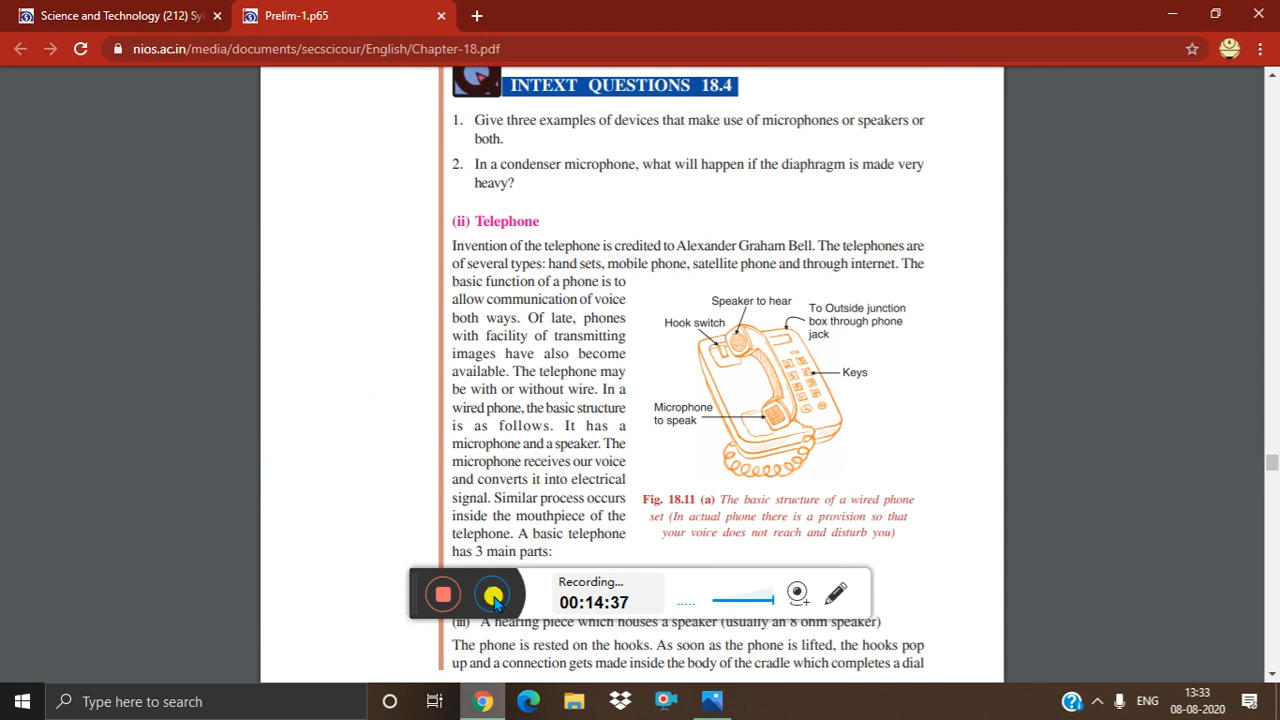 Science and Technology (212) Syl
Prelim-1.p65
nios.ac.in/media/documents/secscicour/English/Chapter-18.pdf
INTEXT QUESTIONS 18.4
1. Give three examples of devices that make use of microphones or speakers or
both.
2. In a condenser microphone, what will happen if the diaphragm is made very
heavy?
(ii) Telephone
Invention of the telephone is credited to Alexander Graham Bell. The telephones are
of several types: hand sets, mobile phone, satellite phone and through internet. The
basic function of a phone is to
allow communication of voice
both ways. Of late, phones
with facility of transmitting
images have also become
available. The telephone may
be with or without wire. In a
wired phone, the basic structure
is as follows. It has a
microphone and a speaker. The
microphone receives our voice
and converts it into electrical
signal. Similar process occurs
inside the mouthpiece of the
telephone. A basic telephone
has 3 main parts:
Speaker to hear
Hook switch
To Outside junction
box through phone
jack
Keys
Microphone
to speak
Fig. 18.11 (a) The basic structure of a wired phone
set (In actual phone there is a provision so that
your voice does not reach and disturb you)
Recording...
00:14:37
(iii) A hearing piece which houses a speaker (usually an 8 ohm speaker)
The phone is rested on the hooks. As soon as the phone is lifted, the hooks pop
up and a connection gets made inside the body of the cradle which completes a dial
Type here to search
ENG
13:33
08-08-2020